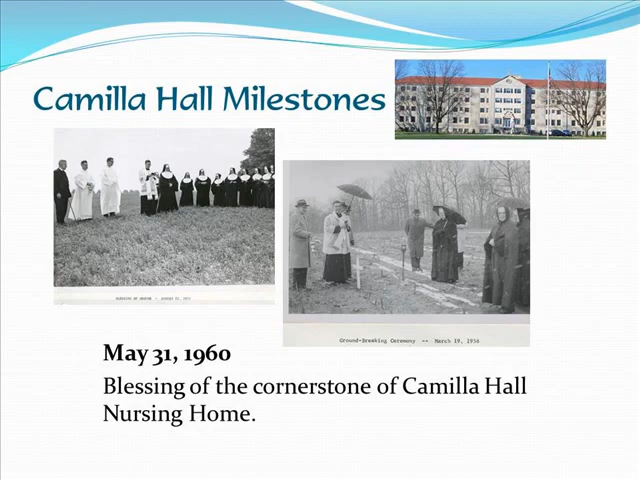 Camilla Hall Milestones
Ground-Breaking Ceremony -- March 19, 1956
May 31, 1960
Blessing of the cornerstone of Camilla Hall
Nursing Home.